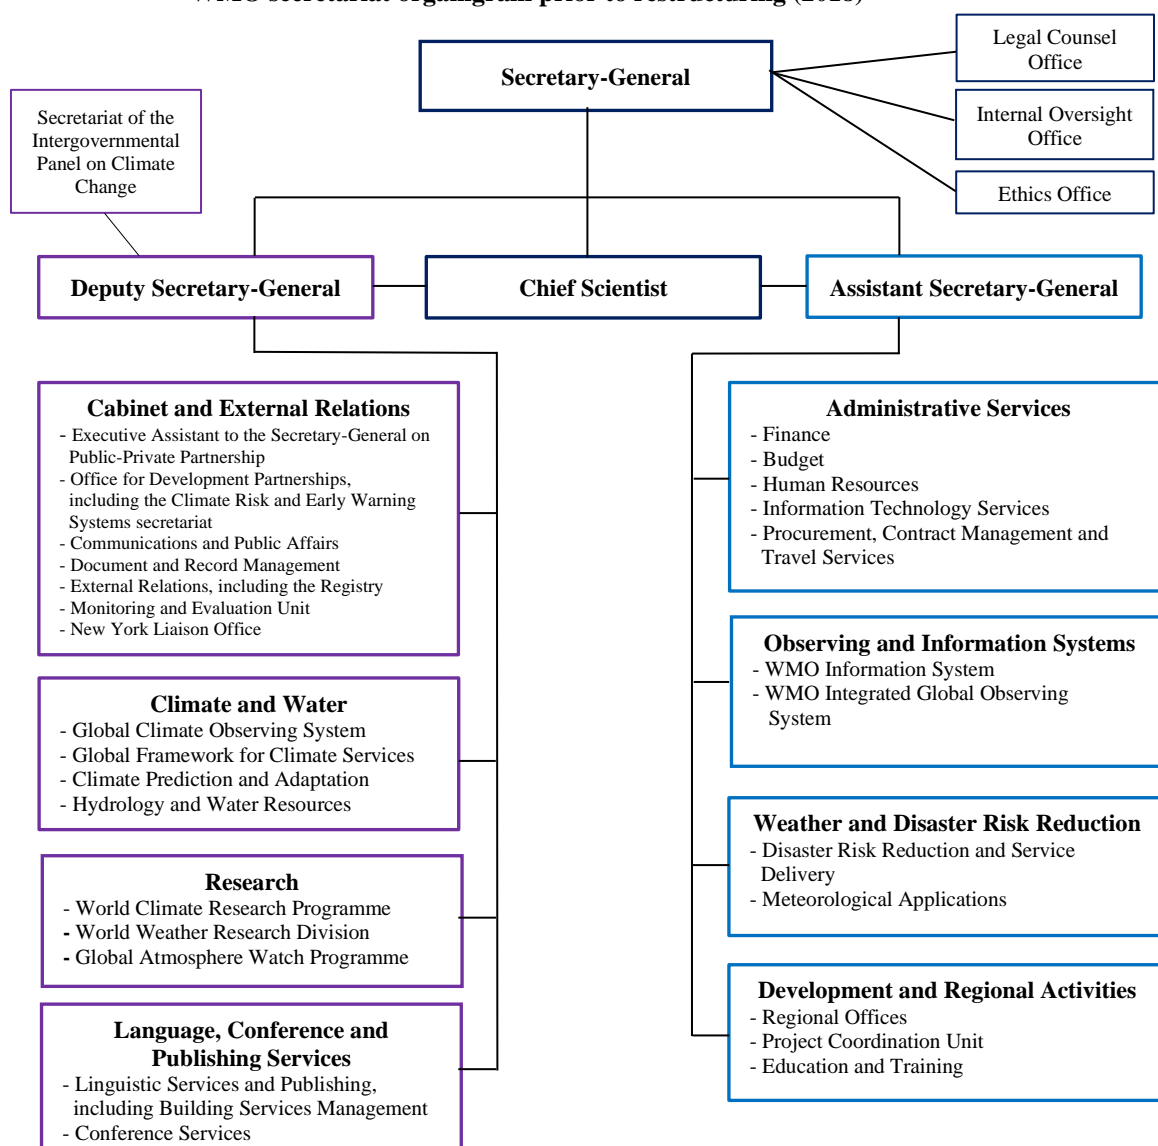 WMO secretariat organigram prior to restructuring (2018)
Secretary-General
Legal Counsel
Office
Internal Oversight
Office
Ethics Office
Secretariat of the
Intergovernmental
Panel on Climate
Change
Deputy Secretary-General
Chief Scientist
Assistant Secretary-General
Cabinet and External Relations
- Executive Assistant to the Secretary-General on
Public-Private Partnership
- Office for Development Partnerships,
including the Climate Risk and Early Warning
Systems secretariat
- Communications and Public Affairs
- Document and Record Management
- External Relations, including the Registry
- Monitoring and Evaluation Unit
- New York Liaison Office
Climate and Water
- Global Climate Observing System
- Global Framework for Climate Services
- Climate Prediction and Adaptation
- Hydrology and Water Resources
Research
- World Climate Research Programme
- World Weather Research Division
- Global Atmosphere Watch Programme
Language, Conference and
Publishing Services
- Linguistic Services and Publishing,
including Building Services Management
- Conference Services
Administrative Services
- Finance
- Budget
- Human Resources
- Information Technology Services
- Procurement, Contract Management and
Travel Services
Observing and Information Systems
- WMO Information System
- WMO Integrated Global Observing
System
Weather and Disaster Risk Reduction
- Disaster Risk Reduction and Service
Delivery
- Meteorological Applications
Development and Regional Activities
- Regional Offices
- Project Coordination Unit
- Education and Training